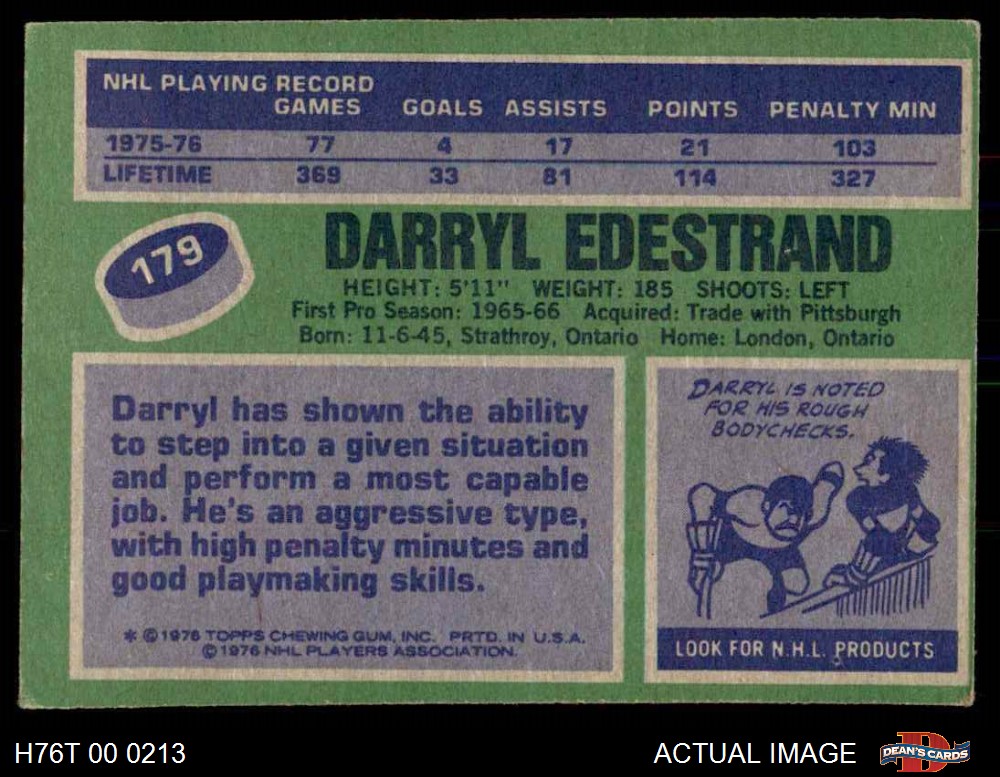 NHL PLAYING RECORD
GAMES GOALS ASSISTS POINTS PENALTY MIN
1975-76 77 4 17 21 103
LIFETIME 369 33 81 114 327
179
DARRYL EDESTRAND
HEIGHT: 5'11" WEIGHT: 185 SHOOTS: LEFT
First Pro Season: 1965-66 Acquired: Trade with Pittsburgh
Born: 11-6-45, Strathroy, Ontario Home: London, Ontario
Darryl has shown the ability
to step into a given situation
and perform a most capable
job. He's an aggressive type,
with high penalty minutes and
good playmaking skills.
* © 1976 TOPPS CHEWING GUM, INC. PRTD. IN U.S.A.
© 1976 NHL PLAYERS ASSOCIATION.
DARRYL IS NOTED
FOR HIS ROUGH
BODYCHECKS.
LOOK FOR N.H.L. PRODUCTS
H76T 00 0213
ACTUAL IMAGE
DEAN'S CARDS